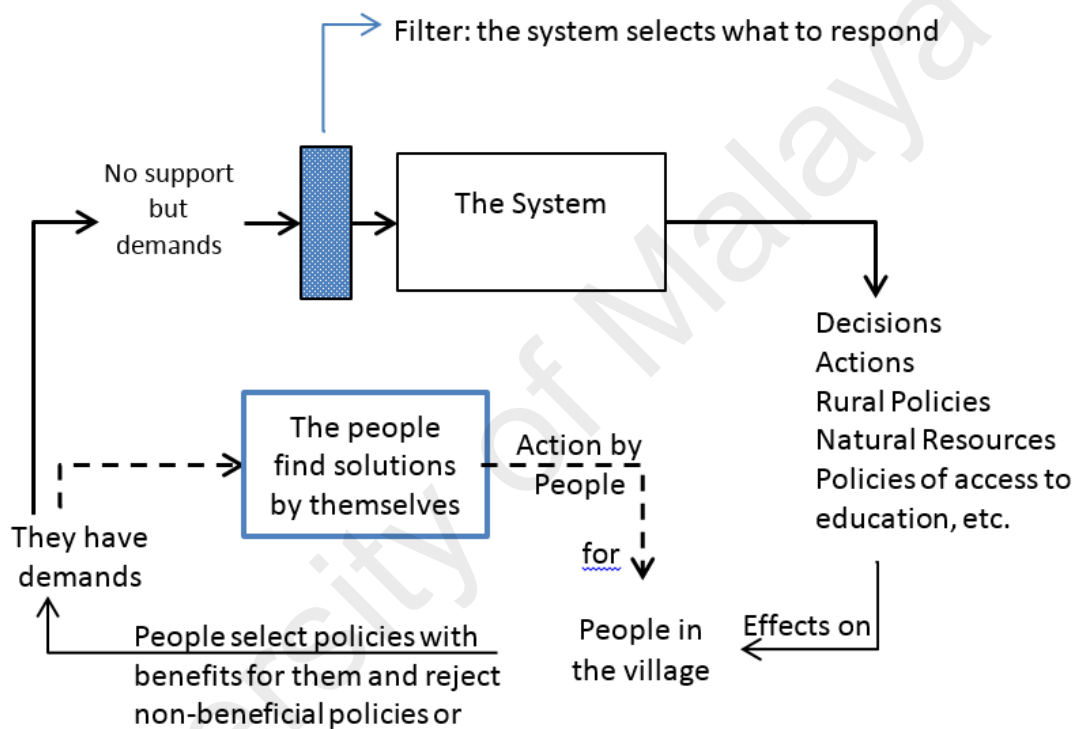 Filter: the system selects what to respond
No support
but
demands
The System
Decisions
Actions
Rural Policies
Natural Resources
Policies of access to
education, etc.
The people
find solutions
by themselves
Action by
People
for
They have
demands
People in
the village
Effects on
People select policies with
benefits for them and reject
non-beneficial policies or
ersity of Malaya